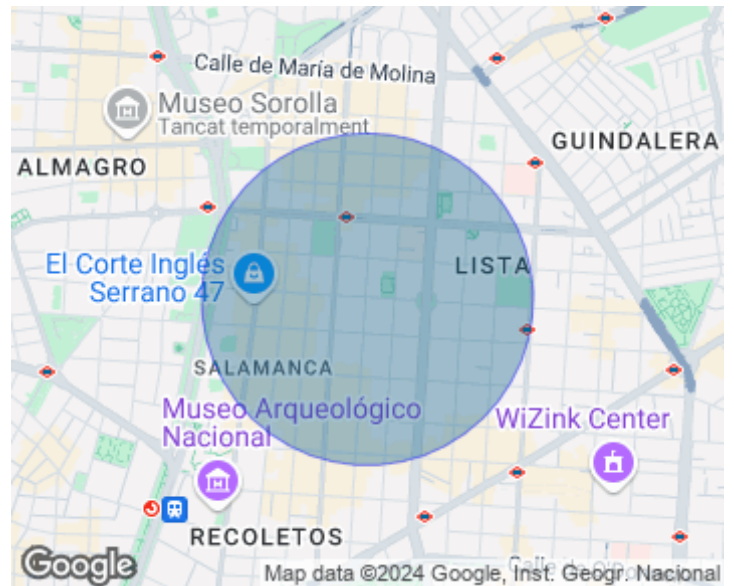 Calle de María de Molina
Museo Sorolla
Tancat temporalment
GUINDALERA
ALMAGRO
El Corte Inglés
Serrano 47
LISTA
SALAMANCA
Museo Arqueológico
Nacional
WiZink Center
RECOLETOS
Google
Map data ©2024 Google, Inst. Geogr. Nacional